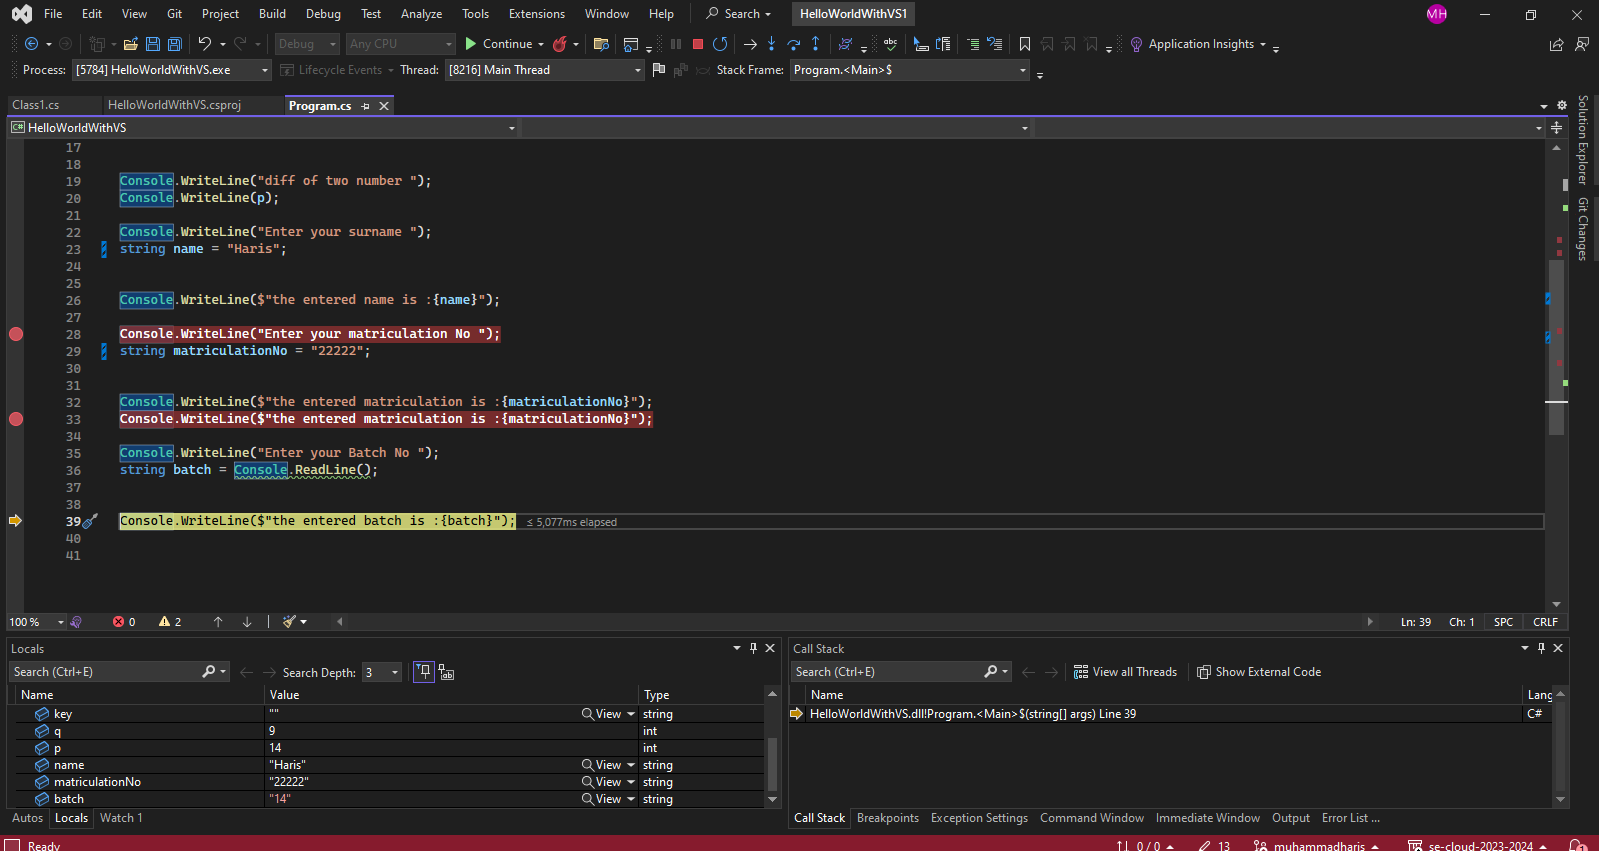 File Edit View Git Project Build Debug Test Analyze Tools Extensions Window Help Search HelloWorldWithVS1 MH
Debug Any CPU Continue Application Insights
Process: [5784] HelloWorldWithVS.exe Lifecycle Events Thread: [8216] Main Thread Stack Frame: Program.<Main>$
Class1.cs HelloWorldWithVS.csproj Program.cs
C# HelloWorldWithVS
Solution Explorer
Git Changes
17
18
19 Console.WriteLine("diff of two number ");
20 Console.WriteLine(p);
21
22 Console.WriteLine("Enter your surname ");
23 string name = "Haris";
24
25
26 Console.WriteLine($"the entered name is :{name}");
27
28 Console.WriteLine("Enter your matriculation No ");
29 string matriculationNo = "22222";
30
31
32 Console.WriteLine($"the entered matriculation is :{matriculationNo}");
33 Console.WriteLine($"the entered matriculation is :{matriculationNo}");
34
35 Console.WriteLine("Enter your Batch No ");
36 string batch = Console.ReadLine();
37
38
39 Console.WriteLine($"the entered batch is :{batch}"); ≤ 5,077ms elapsed
40
41
100 % 0 2 Ln: 39 Ch: 1 SPC CRLF
Locals
Search (Ctrl+E) Search Depth: 3
Name Value Type
key "" View string
q 9 int
p 14 int
name "Haris" View string
matriculationNo "22222" View string
batch "14" View string
Autos Locals Watch 1
Call Stack
Search (Ctrl+E) View all Threads Show External Code
Name Lang
HelloWorldWithVS.dll!Program.<Main>$(string[] args) Line 39 C#
Call Stack Breakpoints Exception Settings Command Window Immediate Window Output Error List ...
Ready 0 / 0 13 muhammadharis se-cloud-2023-2024 1